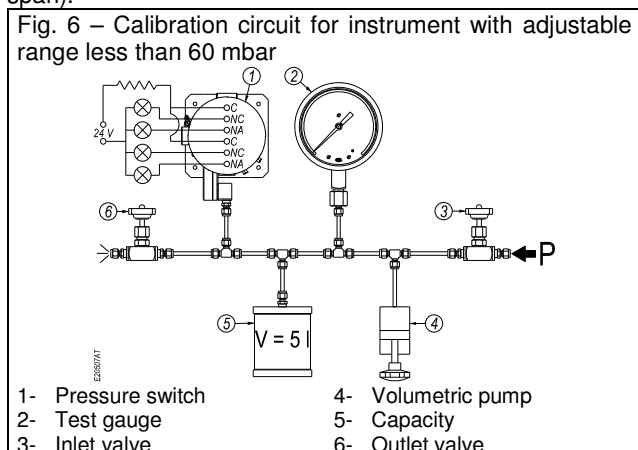 span).
Fig. 6 – Calibration circuit for instrument with adjustable
range less than 60 mbar
1
2
C
NC
NA
C
NC
NA
24 V
6
3
P
5
V = 5 l
4
E20507AT
1- Pressure switch
4- Volumetric pump
2- Test gauge
5- Capacity
3- Inlet valve
6- Outlet valve